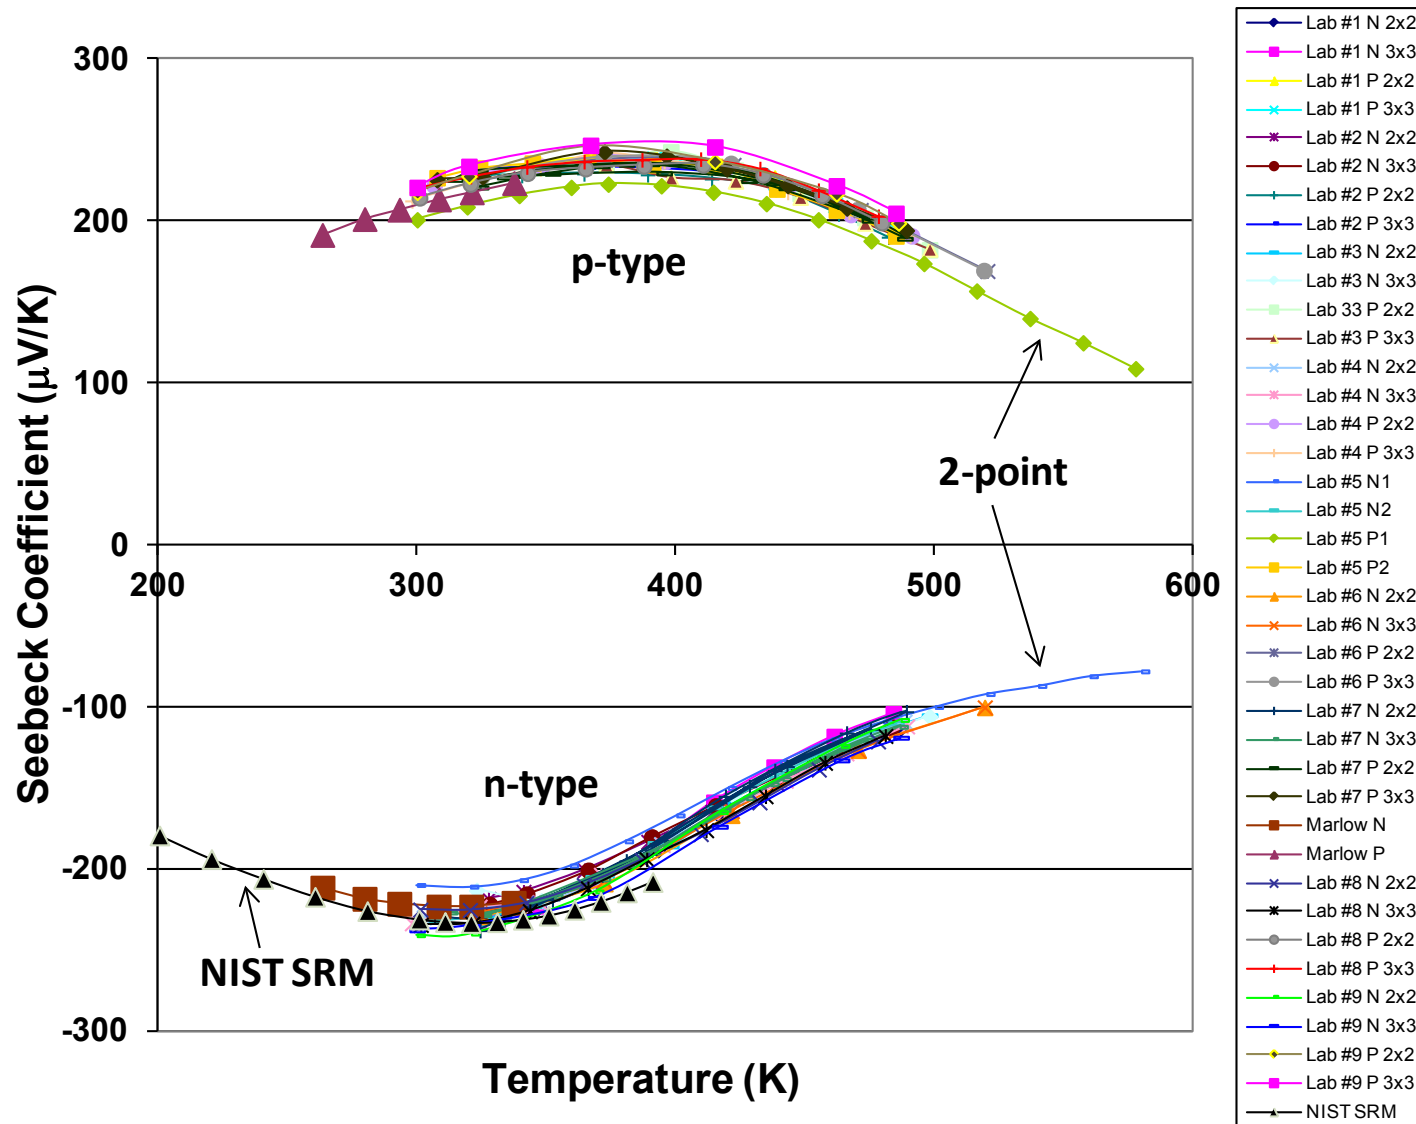 300
200
100
0
-100
-200
-300
200
300
400
500
600
Seebeck Coefficient (μV/K)
Temperature (K)
p-type
2-point
n-type
NIST SRM
Lab #1 N 2x2
Lab #1 N 3x3
Lab #1 P 2x2
Lab #1 P 3x3
Lab #2 N 2x2
Lab #2 N 3x3
Lab #2 P 2x2
Lab #2 P 3x3
Lab #3 N 2x2
Lab #3 N 3x3
Lab 33 P 2x2
Lab #3 P 3x3
Lab #4 N 2x2
Lab #4 N 3x3
Lab #4 P 2x2
Lab #4 P 3x3
Lab #5 N1
Lab #5 N2
Lab #5 P1
Lab #5 P2
Lab #6 N 2x2
Lab #6 N 3x3
Lab #6 P 2x2
Lab #6 P 3x3
Lab #7 N 2x2
Lab #7 N 3x3
Lab #7 P 2x2
Lab #7 P 3x3
Marlow N
Marlow P
Lab #8 N 2x2
Lab #8 N 3x3
Lab #8 P 2x2
Lab #8 P 3x3
Lab #9 N 2x2
Lab #9 N 3x3
Lab #9 P 2x2
Lab #9 P 3x3
NIST SRM